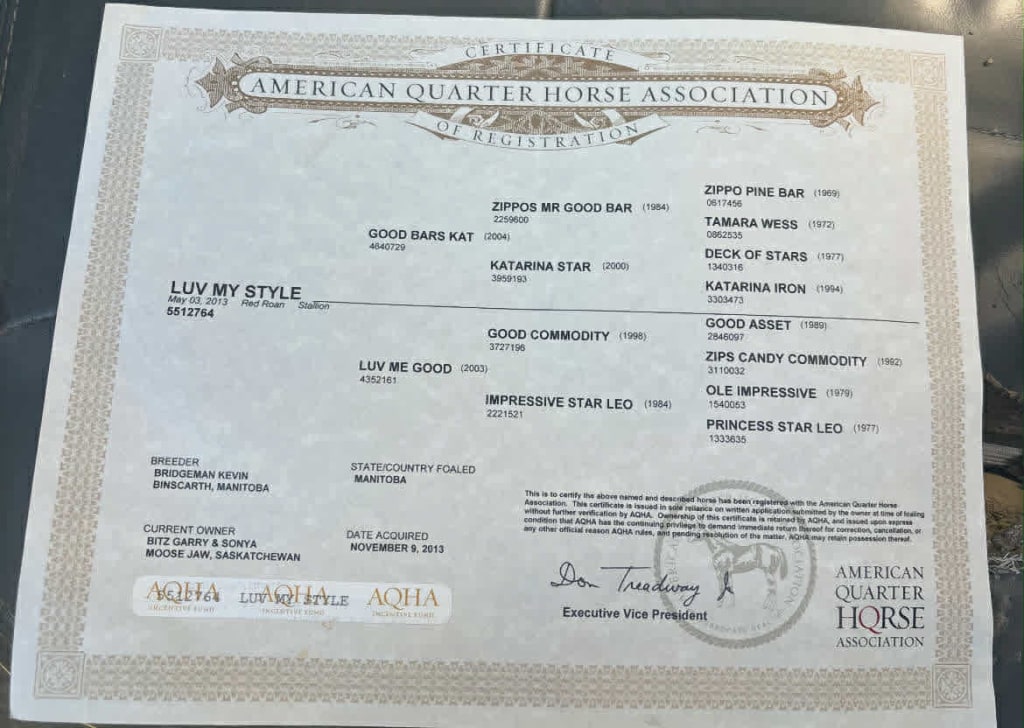 CERTIFICATE
AMERICAN QUARTER HORSE ASSOCIATION
OF REGISTRATION
LUV MY STYLE
May 03, 2013 Red Roan Stallion
5512764
GOOD BARS KAT (2004)
4640729
ZIPPOS MR GOOD BAR (1984)
2259600
ZIPPO PINE BAR (1969)
0617456
TAMARA WESS (1972)
0862535
KATARINA STAR (2000)
3959193
DECK OF STARS (1977)
1340316
KATARINA IRON (1994)
3303473
LUV ME GOOD (2003)
4352161
GOOD COMMODITY (1998)
3727196
GOOD ASSET (1989)
2846097
ZIPS CANDY COMMODITY (1992)
3110032
IMPRESSIVE STAR LEO (1984)
2221521
OLE IMPRESSIVE (1979)
1540053
PRINCESS STAR LEO (1977)
1333635
BREEDER
BRIDGEMAN KEVIN
BINSCARTH, MANITOBA
STATE/COUNTRY FOALED
MANITOBA
CURRENT OWNER
BITZ GARRY & SONYA
MOOSE JAW, SASKATCHEWAN
DATE ACQUIRED
NOVEMBER 9, 2013
This is to certify the above named and described horse has been registered with the American Quarter Horse
Association. This certificate is issued in sole reliance on written application submitted by the owner at time of foaling
without further verification by AQHA. Ownership of this certificate is retained by AQHA, and issued upon express
condition that AQHA has the continuing privilege to demand immediate return thereof for correction, cancellation, or
any other official reason AQHA rules, and pending resolution of the matter, AQHA may retain possession thereof.
Don Treadway Jr
Executive Vice President
AQHA AQHA AQHA
INCENTIVE FUND INCENTIVE FUND INCENTIVE FUND
5512764 LUV MY STYLE
AMERICAN
QUARTER
HORSE
ASSOCIATION